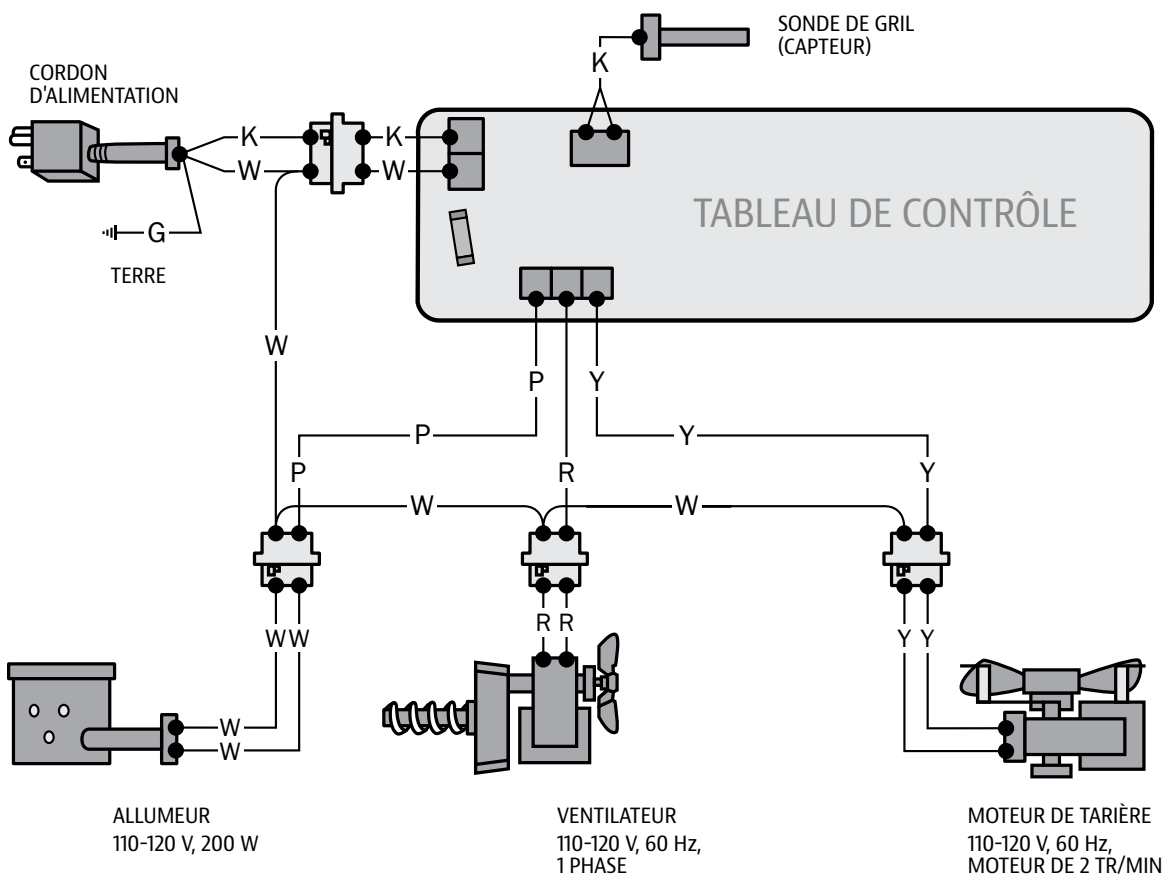 SONDE DE GRIL
(CAPTEUR)
K
CORDON
D'ALIMENTATION
K
K
W
W
TABLEAU DE CONTRÔLE
G
TERRE
W
P
Y
P
Y
P
R
Y
W
W
W W
R R
Y Y
W
W
ALLUMEUR
110-120 V, 200 W
VENTILATEUR
110-120 V, 60 Hz,
1 PHASE
MOTEUR DE TARIÈRE
110-120 V, 60 Hz,
MOTEUR DE 2 TR/MIN